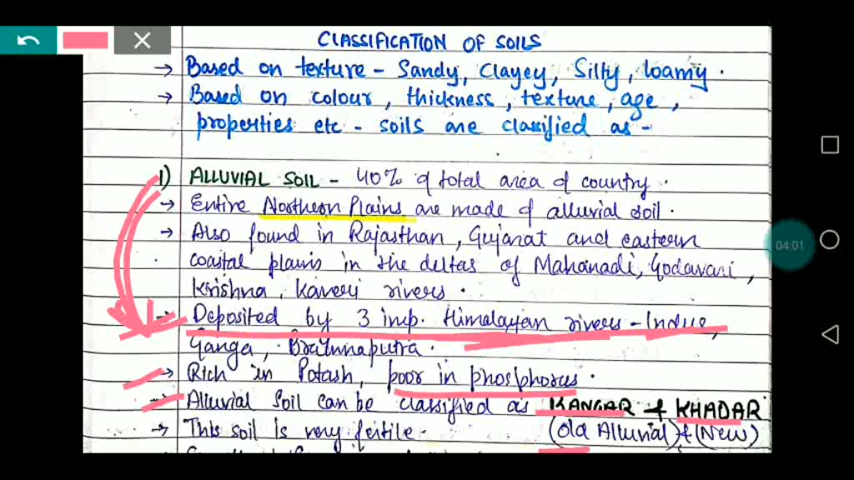 CLASSIFICATION OF SOILS
→ Based on texture - Sandy, Clayey, Silty, loamy.
→ Based on colour, thickness, texture, age,
properties etc - soils are classified as -
1) ALLUVIAL SOIL - 40% of total area of country.
→ Entire Northern Plains are made of alluvial soil.
→ Also found in Rajasthan, Gujarat and eastern
coastal plains in the deltas of Mahanadi, Godavari,
Krishna, Kaveri rivers.
→ Deposited by 3 imp. Himalayan rivers - Indus,
Ganga, Brahmaputra.
→ Rich in Potash, poor in phosphorus.
→ Alluvial soil can be classified as BANGAR & KHADAR
→ This soil is very fertile. (Old Alluvial) & (New)
04:01